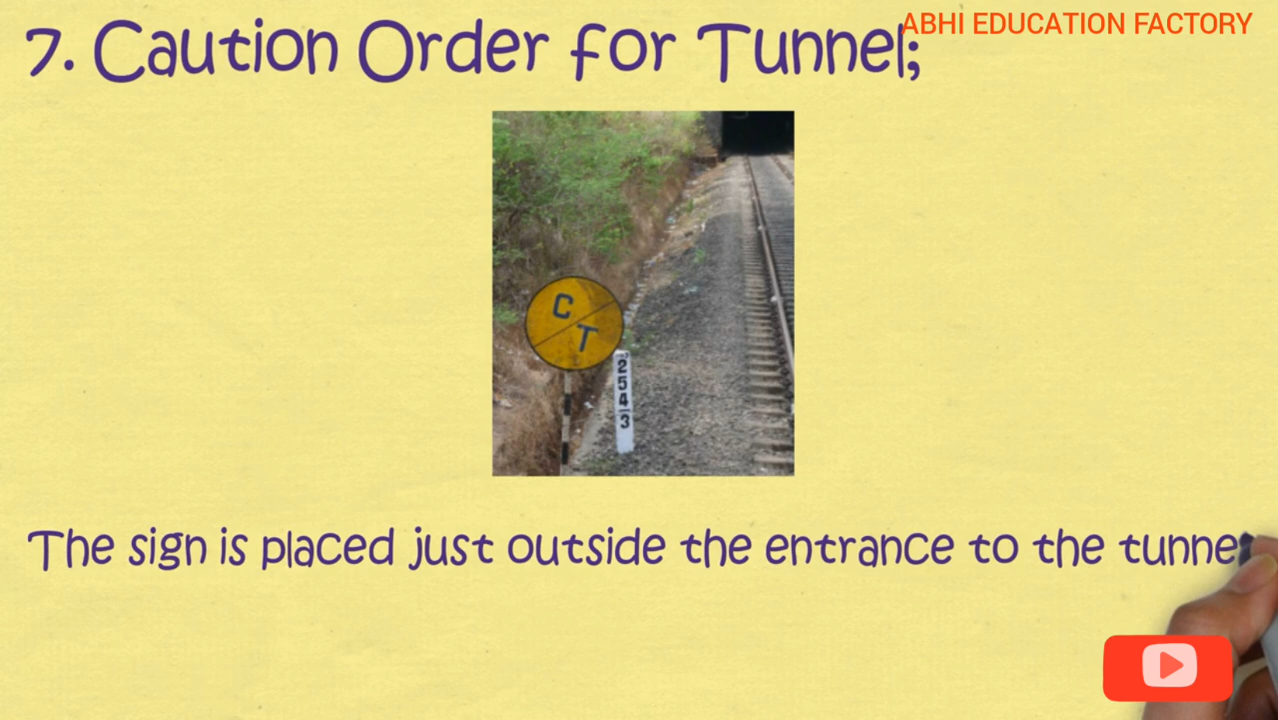 ABHI EDUCATION FACTORY
7. Caution Order for Tunnel;
C
T
2
5
4
3
The sign is placed just outside the entrance to the tunne